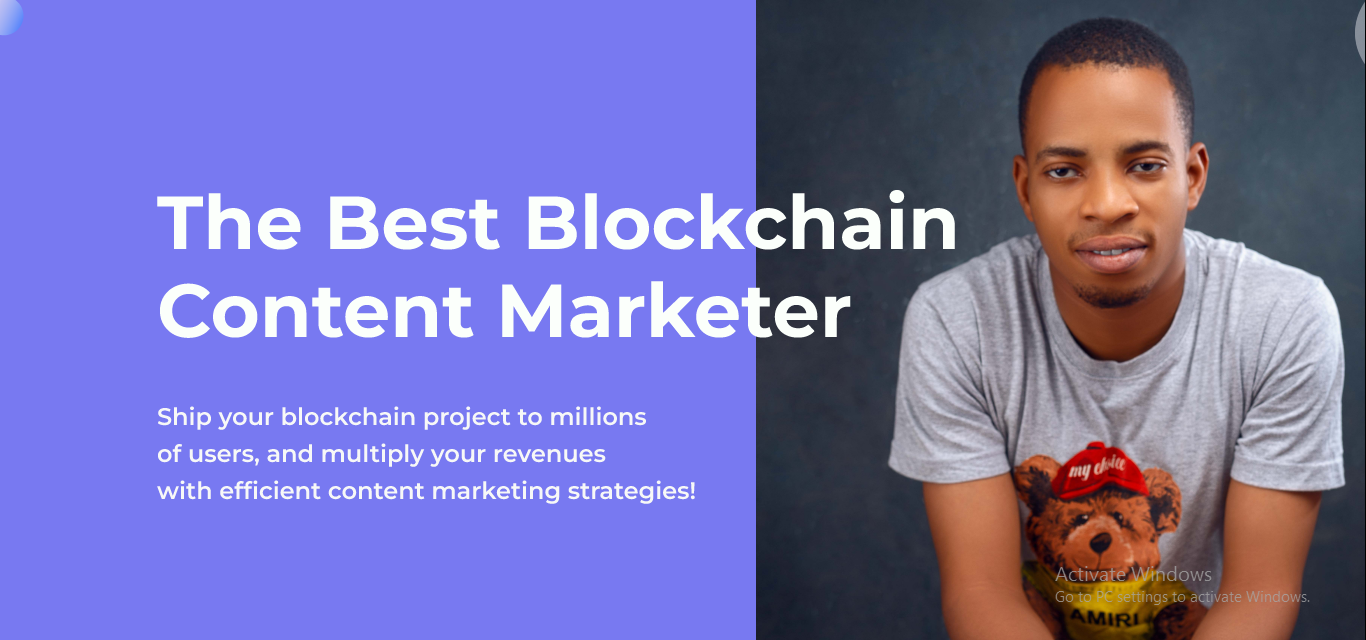 The Best Blockchain
Content Marketer
Ship your blockchain project to millions
of users, and multiply your revenues
with efficient content marketing strategies!
my choice
Activate Windows
Go to PC settings to activate Windows.
AMIRI